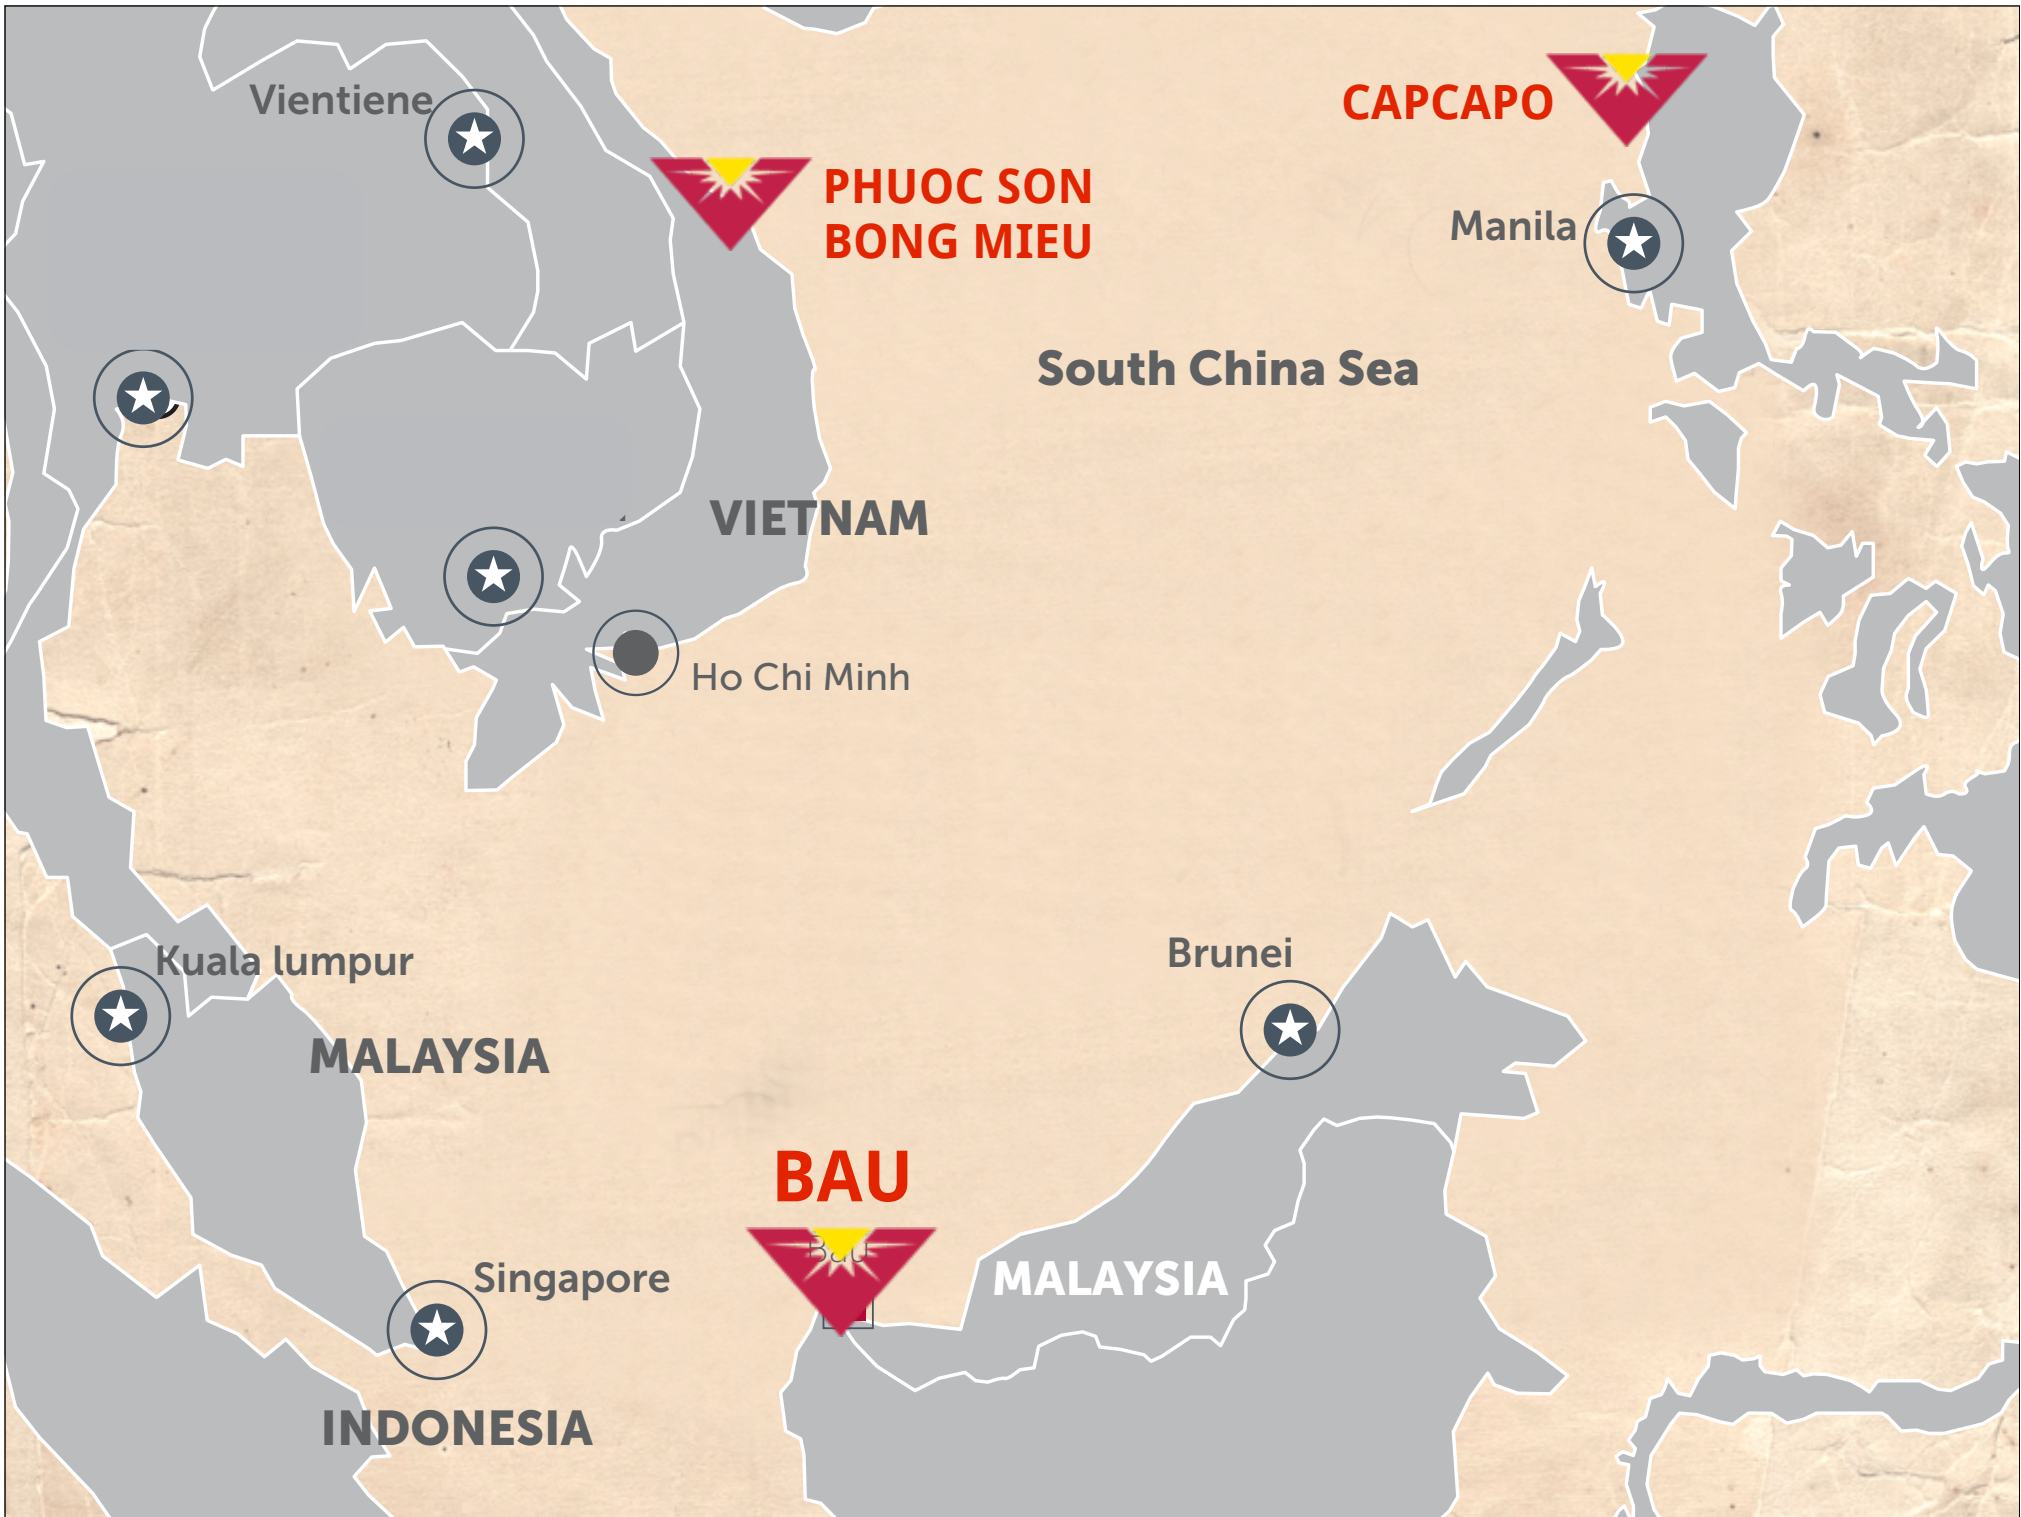 Vientiene
CAPCAPO
PHUOC SON
BONG MIEU
Manila
South China Sea
VIETNAM
Ho Chi Minh
Brunei
Kuala lumpur
MALAYSIA
BAU
Bau
Singapore
MALAYSIA
INDONESIA